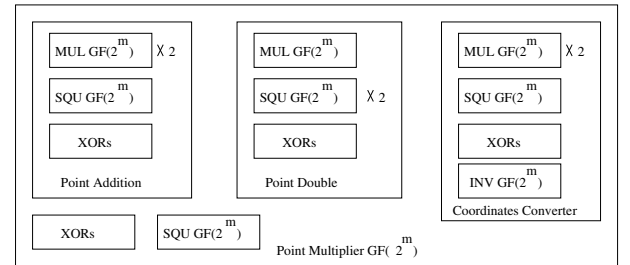 MUL GF(2^m) X 2
SQU GF(2^m)
XORs
Point Addition
MUL GF(2^m)
SQU GF(2^m) X 2
XORs
Point Double
MUL GF(2^m) X 2
SQU GF(2^m)
XORs
INV GF(2^m)
Coordinates Converter
XORs
SQU GF(2^m)
Point Multiplier GF( 2^m)